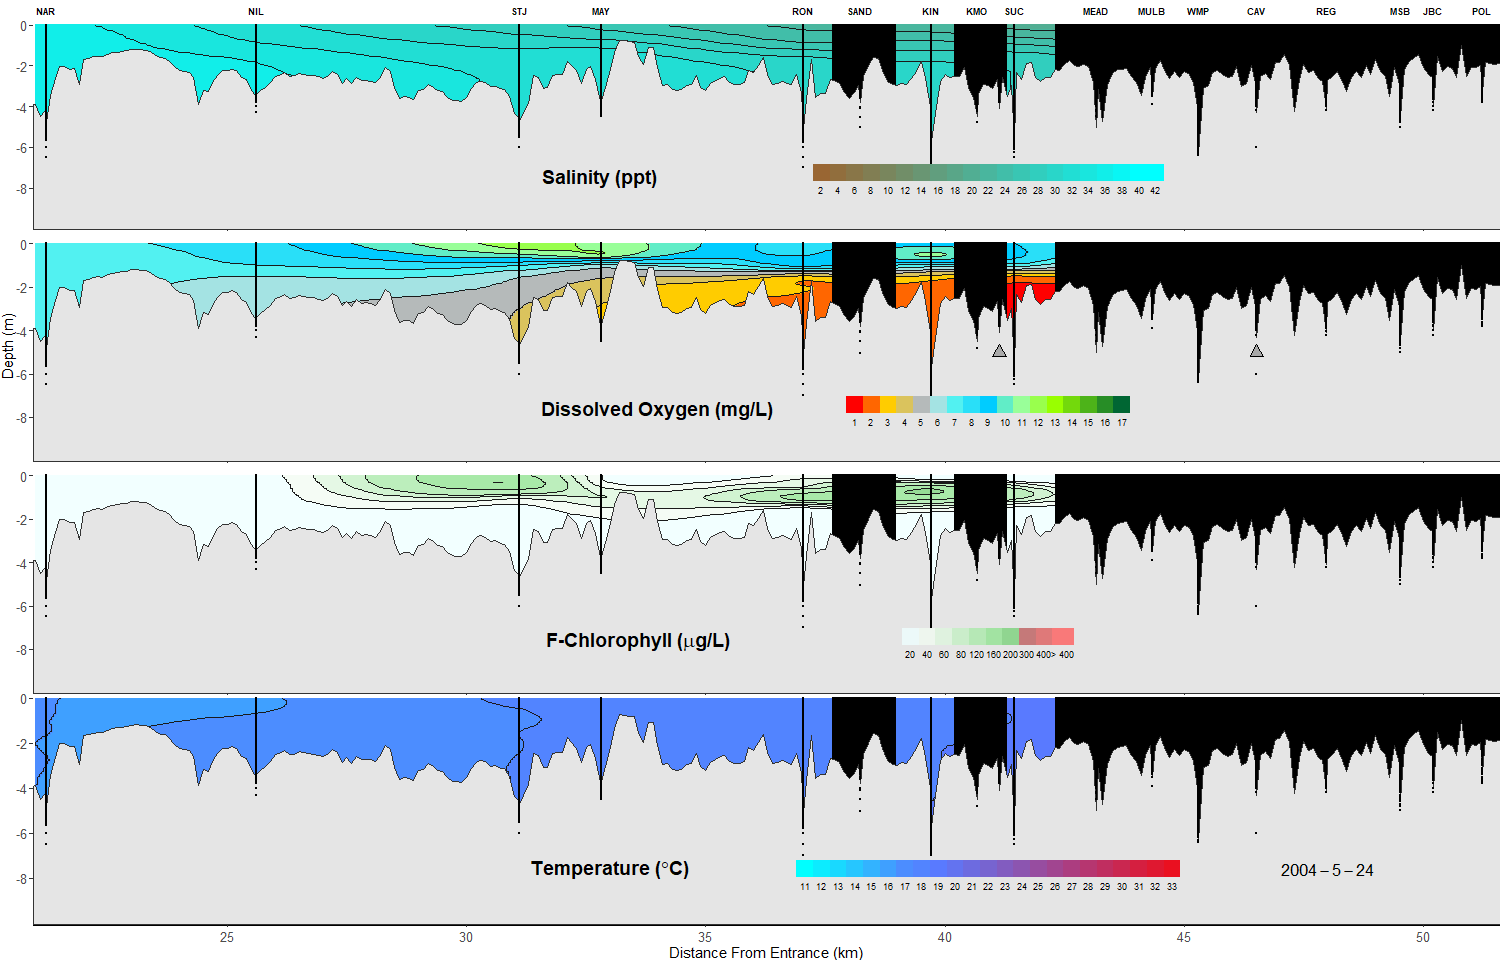 NAR NIL STJ MAY RON SAND KIN KMO SUC MEAD MULB WMP CAV REG MSB JBC POL
0
-2
-4
-6
-8
Salinity (ppt)
2 4 6 8 10 12 14 16 18 20 22 24 26 28 30 32 34 36 38 40 42
0
-2
-4
-6
-8
Depth (m)
Dissolved Oxygen (mg/L)
1 2 3 4 5 6 7 8 9 10 11 12 13 14 15 16 17
0
-2
-4
-6
-8
F-Chlorophyll (µg/L)
20 40 60 80 120 160 200 300 400> 400
0
-2
-4
-6
-8
Temperature (°C)
11 12 13 14 15 16 17 18 19 20 21 22 23 24 25 26 27 28 29 30 31 32 33
2004 – 5 – 24
25 30 35 40 45 50
Distance From Entrance (km)